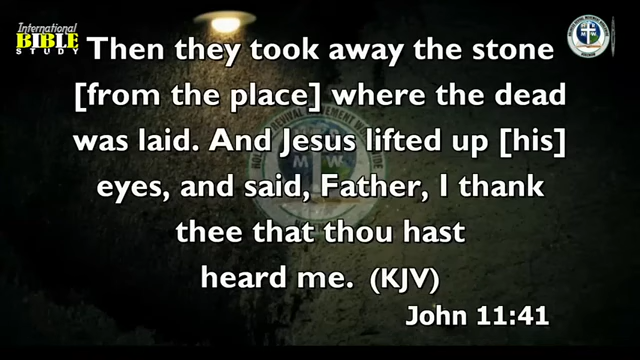 International
BIBLE
STUDY
Then they took away the stone
[from the place] where the dead
was laid. And Jesus lifted up [his]
eyes, and said, Father, I thank
thee that thou hast
heard me. (KJV)
John 11:41